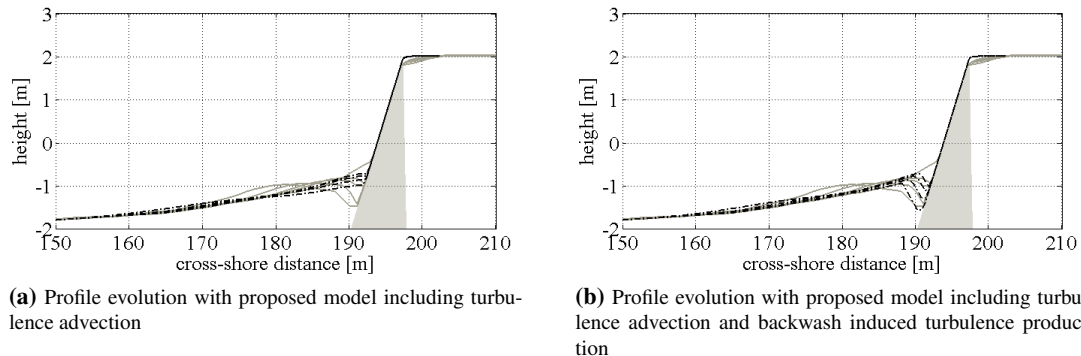 3
2
1
0
-1
-2
height [m]
150 160 170 180 190 200 210
cross-shore distance [m]
(a) Profile evolution with proposed model including turbu-
lence advection
3
2
1
0
-1
-2
height [m]
150 160 170 180 190 200 210
cross-shore distance [m]
(b) Profile evolution with proposed model including turbu
lence advection and backwash induced turbulence produc
tion